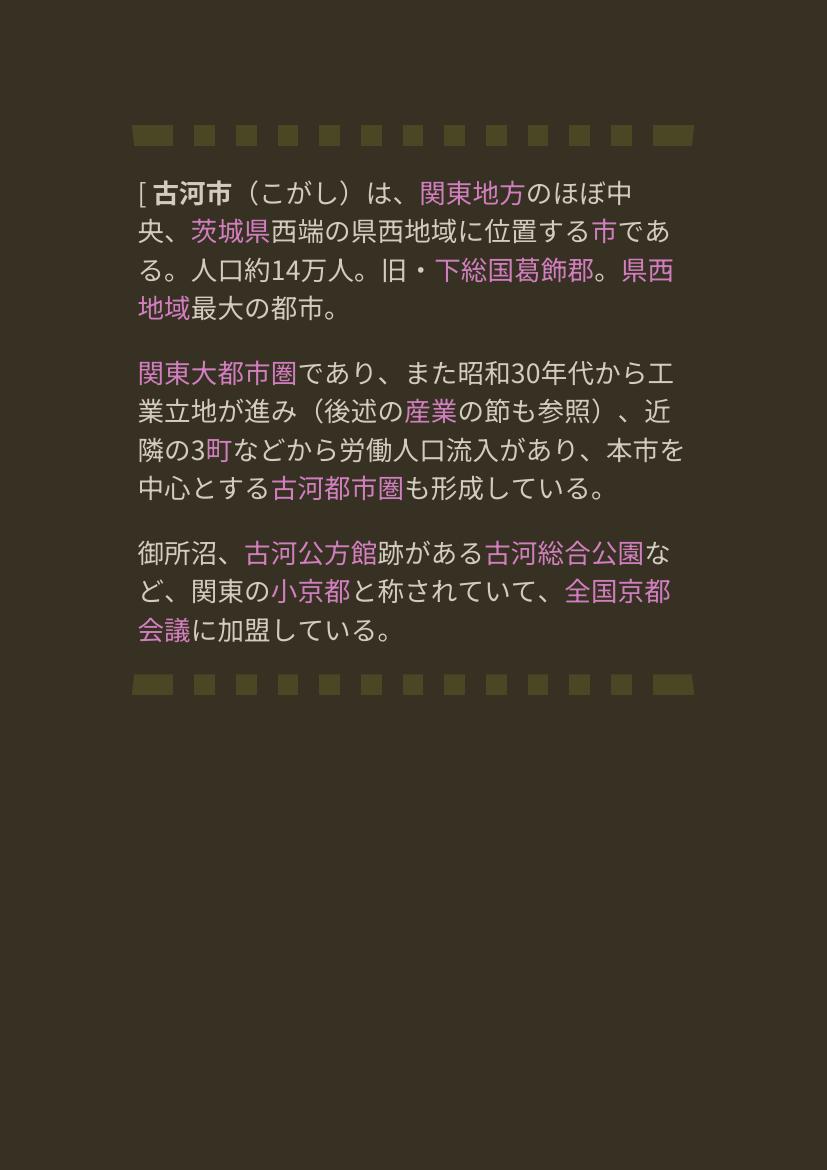 [ 古河市（こがし）は、関東地方のほぼ中
央、茨城県西端の県西地域に位置する市であ
る。人口約14万人。旧・下総国葛飾郡。県西
地域最大の都市。
関東大都市圏であり、また昭和30年代から工
業立地が進み（後述の産業の節も参照）、近
隣の3町などから労働人口流入があり、本市を
中心とする古河都市圏も形成している。
御所沼、古河公方館跡がある古河総合公園な
ど、関東の小京都と称されていて、全国京都
会議に加盟している。